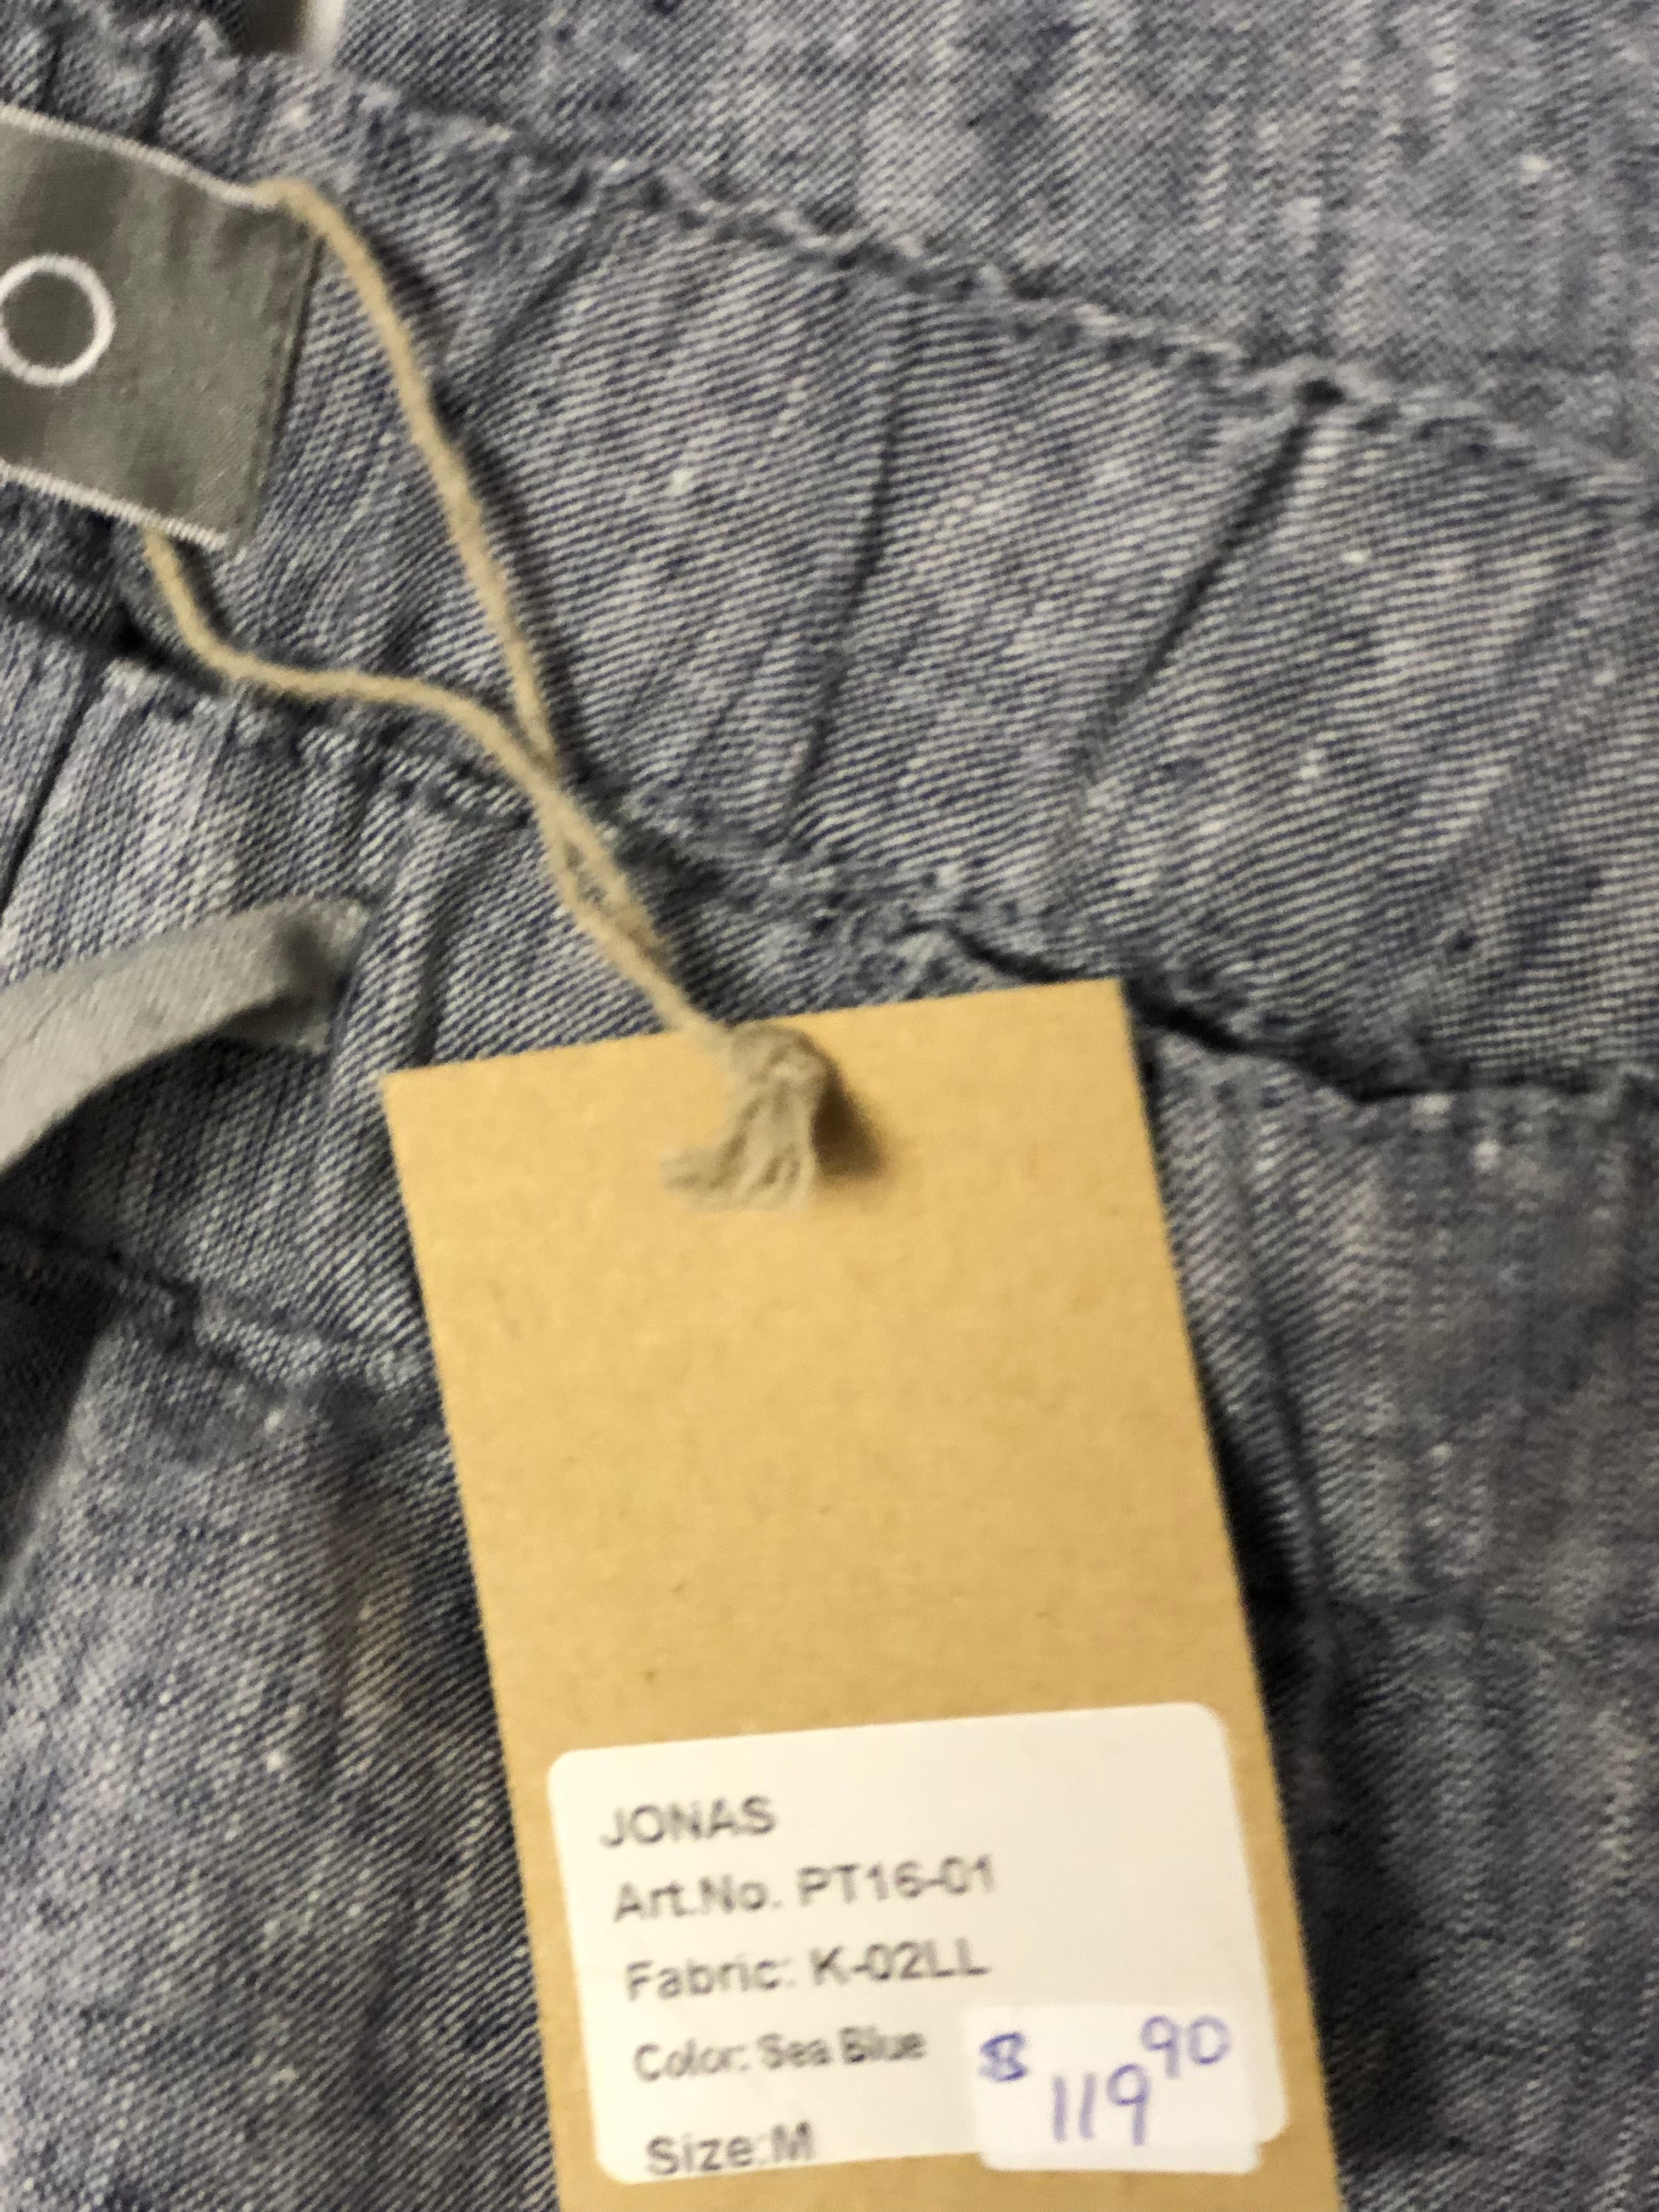 O
JONAS
Art.No. PT16-01
Fabric: K-02LL
Color: Sea Blue
$ 119 90
Size:M